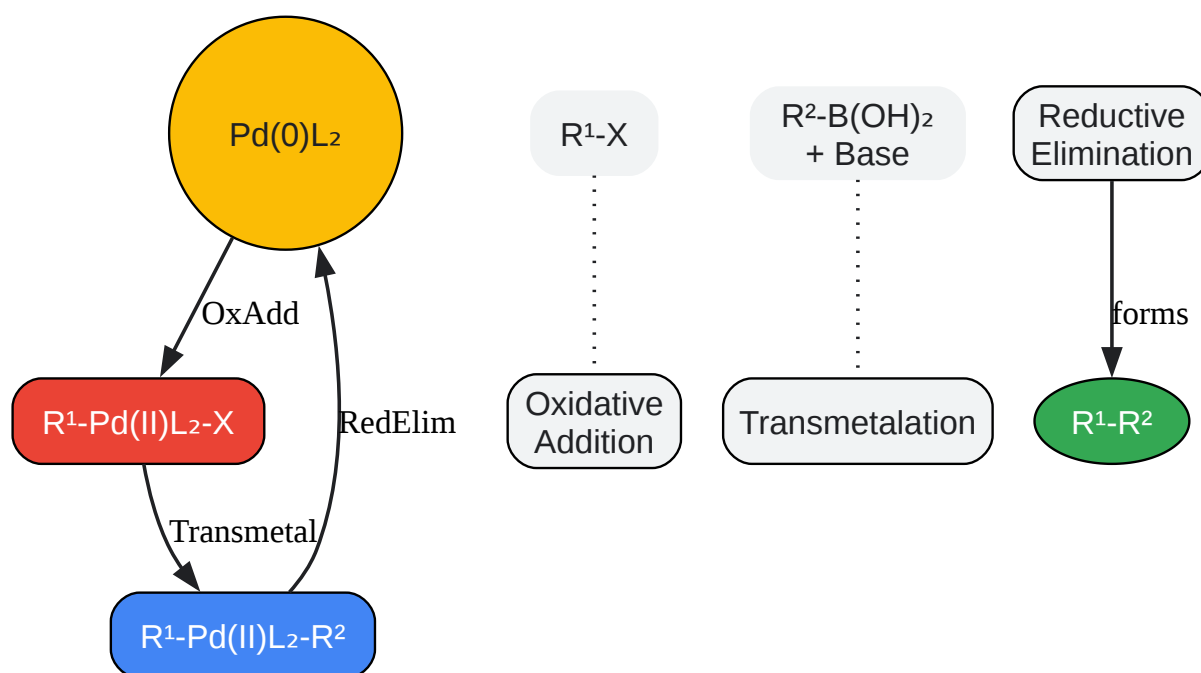 Pd(0)L₂
R¹-X
R²-B(OH)₂
+ Base
Reductive
Elimination
OxAdd
forms
R¹-Pd(II)L₂-X
RedElim
Oxidative
Addition
Transmetalation
R¹-R²
Transmetal
R¹-Pd(II)L₂-R²